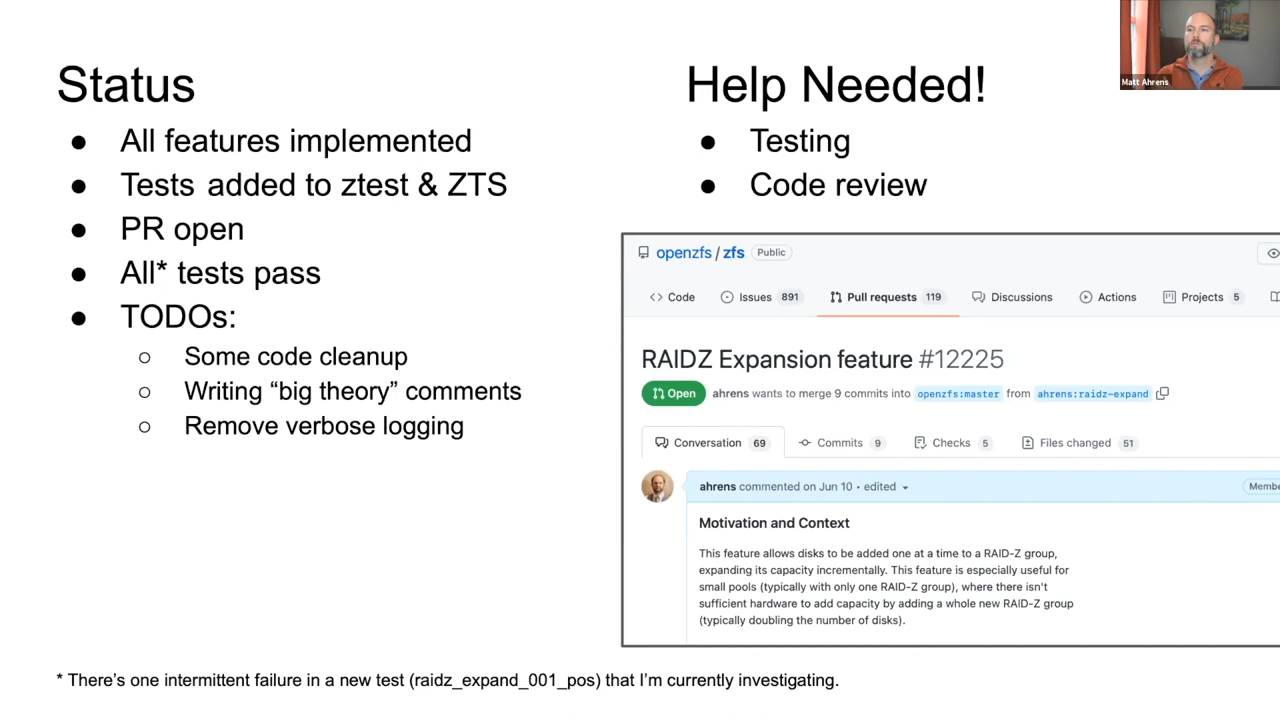 Status
All features implemented
Tests added to ztest & ZTS
PR open
All* tests pass
TODOs:
Some code cleanup
Writing “big theory” comments
Remove verbose logging
Help Needed!
Testing
Code review
Matt Ahrens
openzfs / zfs Public
Code Issues 891 Pull requests 119 Discussions Actions Projects 5
RAIDZ Expansion feature #12225
Open ahrens wants to merge 9 commits into openzfs:master from ahrens:raidz-expand
Conversation 69 Commits 9 Checks 5 Files changed 51
ahrens commented on Jun 10 • edited Membe
Motivation and Context
This feature allows disks to be added one at a time to a RAID-Z group,
expanding its capacity incrementally. This feature is especially useful for
small pools (typically with only one RAID-Z group), where there isn't
sufficient hardware to add capacity by adding a whole new RAID-Z group
(typically doubling the number of disks).
* There’s one intermittent failure in a new test (raidz_expand_001_pos) that I’m currently investigating.